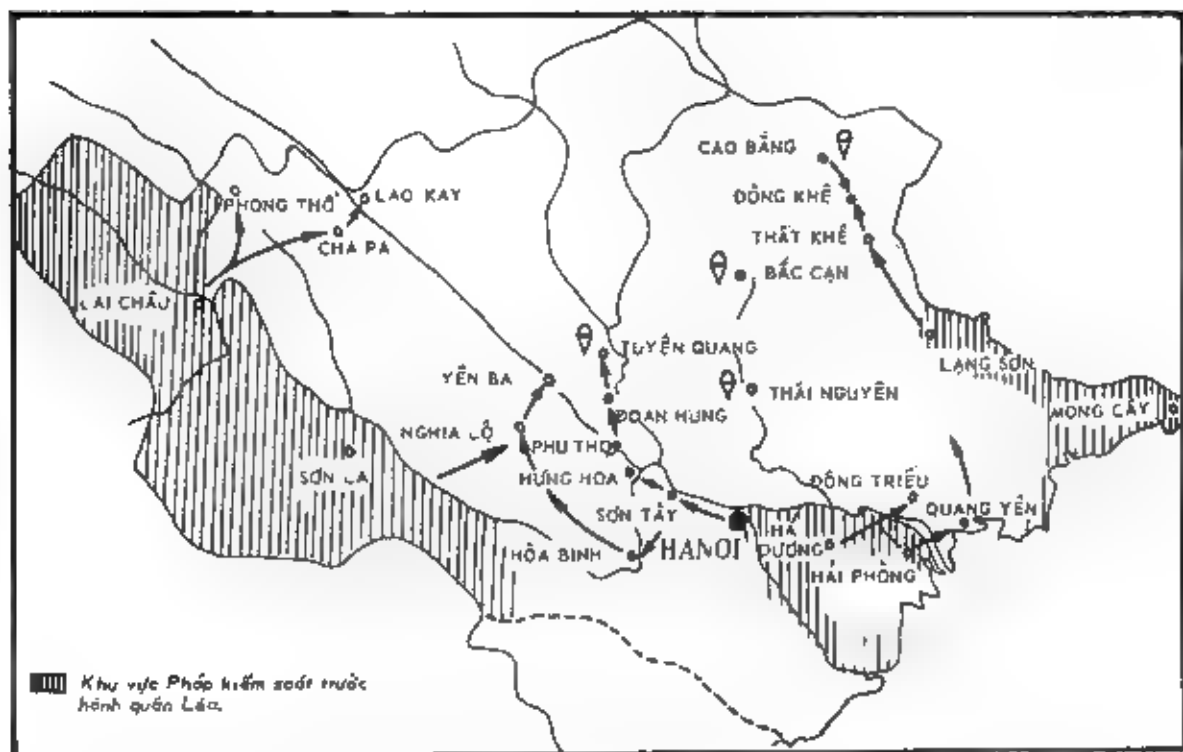 CAO BẰNG
PHONG THỔ
LAO KAY
ĐÔNG KHÊ
THẤT KHÊ
CHA PA
BẮC CẠN
LAI CHÂU
TUYÊN QUANG
LẠNG SƠN
YÊN BA
THÁI NGUYÊN
ĐOAN HUNG
MONG CÁY
NGHIA LỘ
PHU THỌ
SƠN LA
HƯNG HÓA
ĐÔNG TRIỀU
SƠN TÂY
QUANG YÊN
HÒA BINH
HANOI
HẢ
DƯƠNG
HẢI PHÒNG
Khu vực Pháp kiểm soát trước
hành quân Léa.